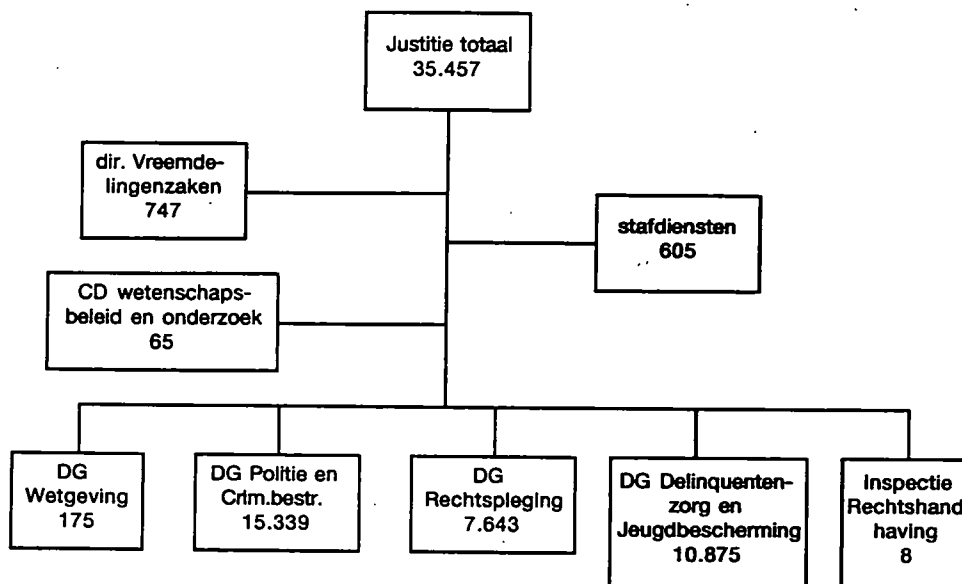 Justitie totaal
35.457
dir. Vreemde-
lingenzaken
747
stafdiensten
605
CD wetenschaps-
beleid en onderzoek
65
DG
Wetgeving
175
DG Politie en
Crim.bestr.
15.339
DG
Rechtspleging
7.643
DG Delinquenten-
zorg en
Jeugdbescherming
10.875
Inspectie
Rechtshand
having
8